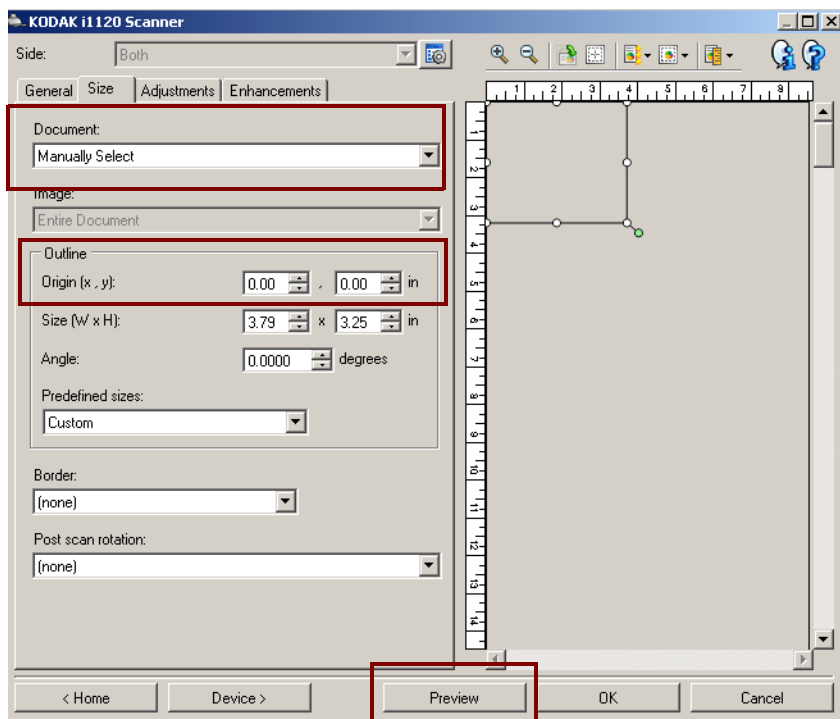 KODAK i1120 Scanner
Side: Both
General Size Adjustments Enhancements
Document:
Manually Select
Image:
Entire Document
Outline
Origin (x , y): 0.00 , 0.00 in
Size (W x H): 3.79 x 3.25 in
Angle: 0.0000 degrees
Predefined sizes:
Custom
Border:
(none)
Post scan rotation:
(none)
1 2 3 4 5 6 7 8
1
2
3
4
5
6
7
8
9
10
11
12
13
14
< Home Device > Preview OK Cancel